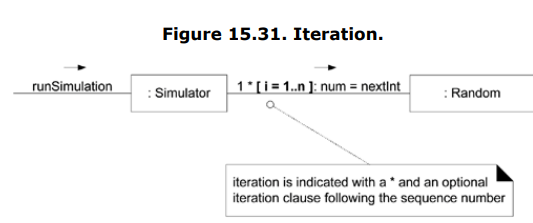 Figure 15.31. Iteration.
runSimulation
: Simulator
1 * [ i = 1..n ]: num = nextInt
: Random
iteration is indicated with a * and an optional
iteration clause following the sequence number